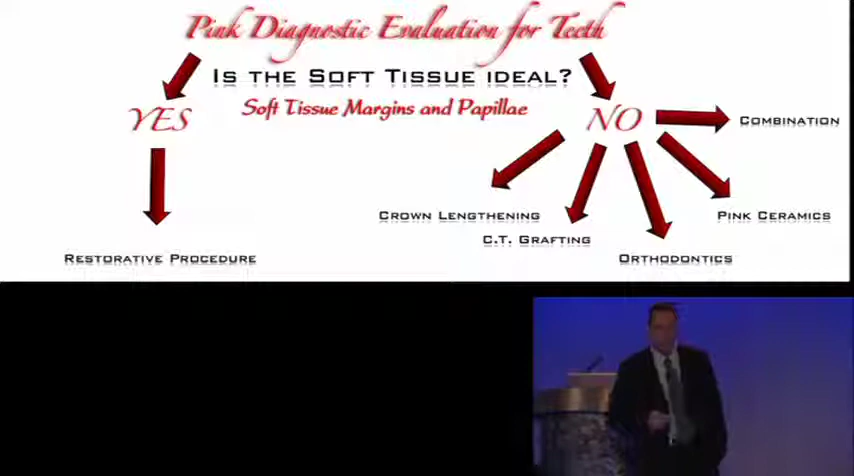 Pink Diagnostic Evaluation for Teeth
Is the Soft Tissue ideal?
Soft Tissue Margins and Papillae
YES
NO
Combination
Crown Lengthening
Pink Ceramics
C.T. Grafting
Restorative Procedure
Orthodontics